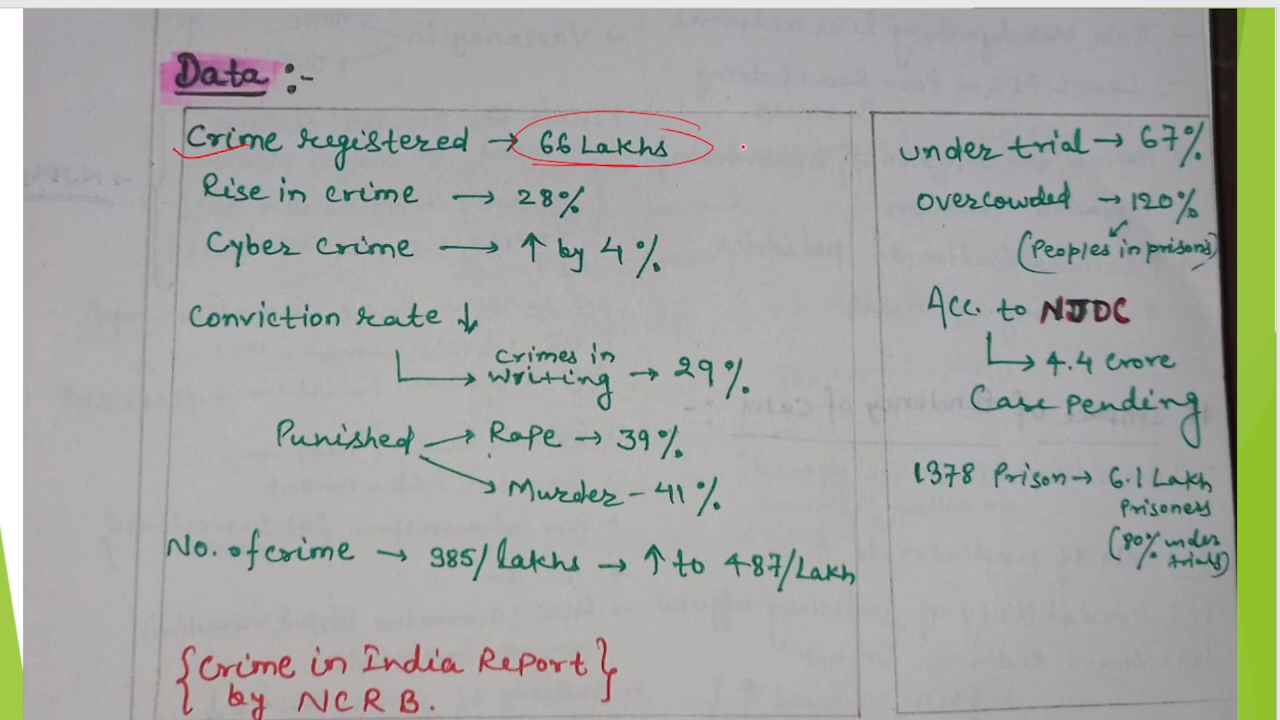 Data :-
Crime registered → 66 Lakhs
Rise in crime → 28%
Cyber crime → ↑ by 4%
Conviction rate ↓
Crimes in
writing → 29%
Punished → Rape → 39%
→ Murder - 41%
No. of crime → 385/lakhs → ↑ to 487/Lakh
{Crime in India Report}
by NCRB.
under trial → 67%
overcowded → 120%
(Peoples in prisons)
Acc. to NJDC
→ 4.4 crore
Case pending
1378 Prison → 6.1 Lakh
Prisoners
(80% under
trials)